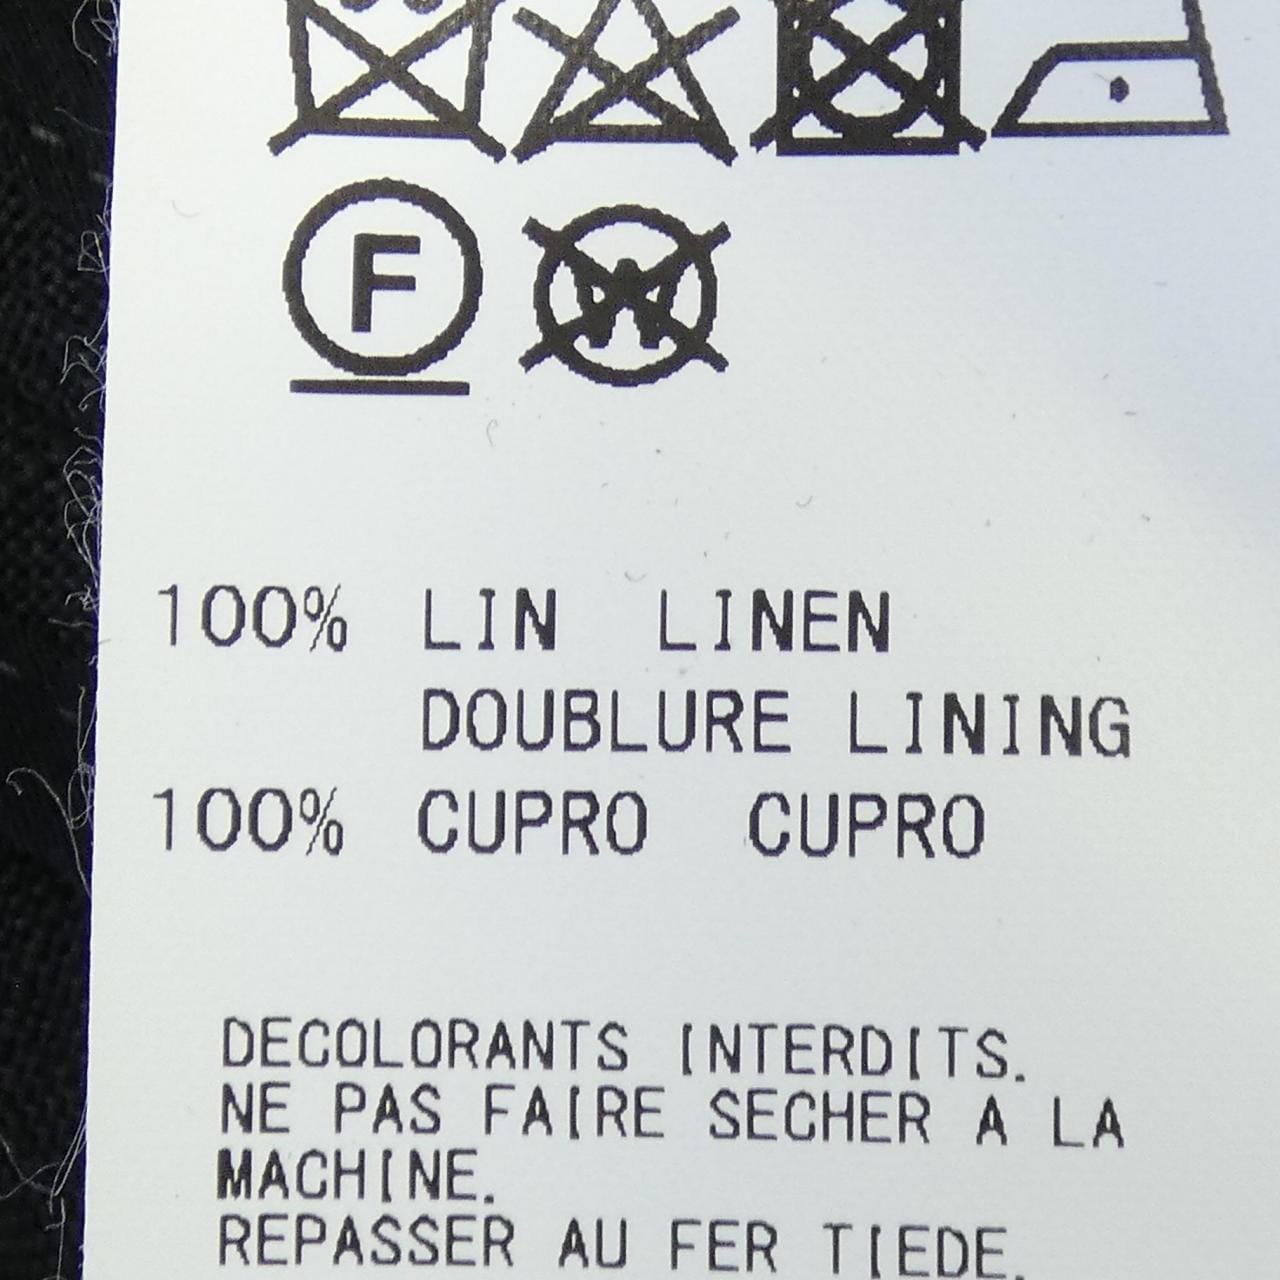 F W
100% LIN LINEN
DOUBLURE LINING
100% CUPRO CUPRO
DECOLORANTS INTERDITS.
NE PAS FAIRE SECHER A LA
MACHINE.
REPASSER AU FER TIEDE.